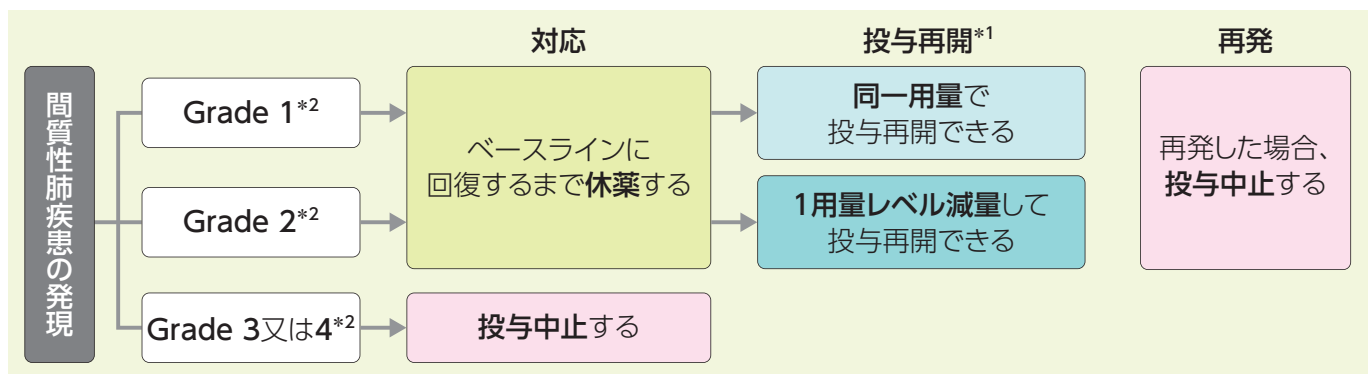 対応
投与再開*1
再発
間質性肺疾患の発現
Grade 1*2
Grade 2*2
Grade 3又は4*2
ベースラインに
回復するまで休薬する
投与中止する
同一用量で
投与再開できる
1用量レベル減量して
投与再開できる
再発した場合、
投与中止する